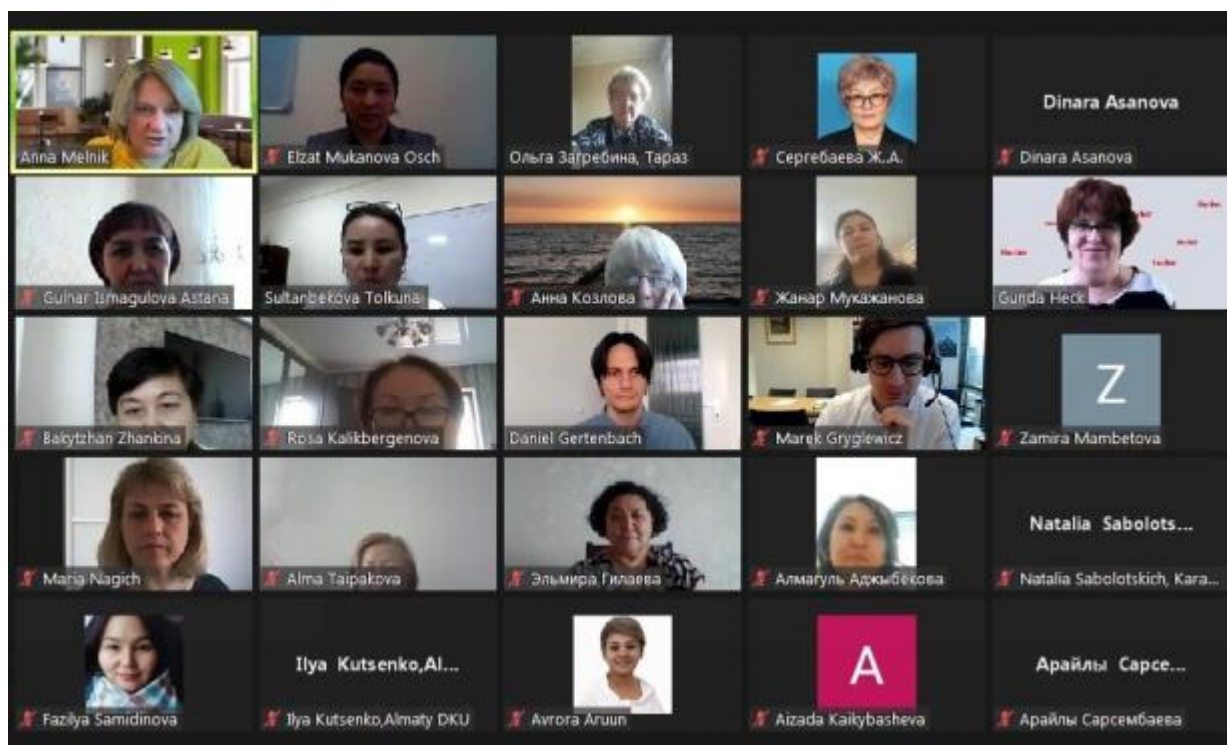 Anna Melnik
Elzat Mukanova Osch
Ольга Загребина, Тараз
Сергебаева Ж.А.
Dinara Asanova
Dinara Asanova
Gulnar Ismagulova Astana
Sultanbekova Tolkuna
Анна Козлова
Жанар Мукажанова
Gunda Heck
Bakytzhan Zhankina
Rosa Kalikbergenova
Daniel Gertenbach
Marek Gryglewicz
Z
Zamira Mambetova
Maria Nagich
Alma Taipakova
Эльмира Гилаева
Алмагуль Аджыбекова
Natalia Sabolots...
Natalia Sabolotskich, Kara...
Fazilya Samidinova
Ilya Kutsenko,Al...
Ilya Kutsenko,Almaty DKU
Avrora Aruun
A
Aizada Kaikybasheva
Арайлы Сарсе...
Арайлы Сарсембаева